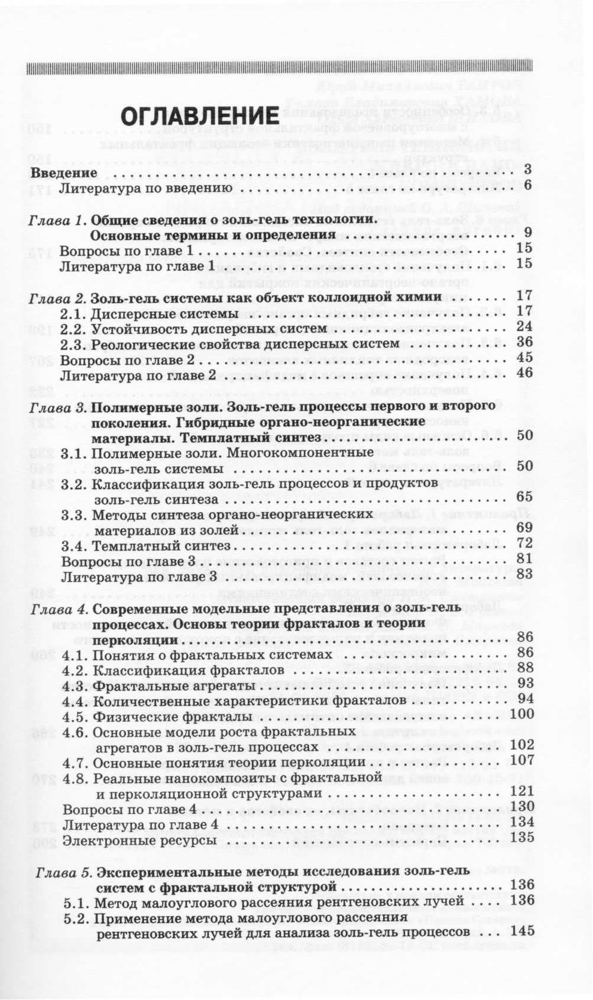 ОГЛАВЛЕНИЕ
Введение . . . . . . . . . . . . . . . . . . . . 3
Литература по введению . . . . . . . . . . . . . . . . . . . . 6
Глава 1. Общие сведения о золь-гель технологии.
Основные термины и определения . . . . . . . . . . . . . . . . . . . . 9
Вопросы по главе 1 . . . . . . . . . . . . . . . . . . . . 15
Литература по главе 1 . . . . . . . . . . . . . . . . . . . . 15
Глава 2. Золь-гель системы как объект коллоидной химии . . . . . . 17
2.1. Дисперсные системы . . . . . . . . . . . . . . . . . . . . 17
2.2. Устойчивость дисперсных систем . . . . . . . . . . . . . . . . . . 24
2.3. Реологические свойства дисперсных систем . . . . . . . . . . 36
Вопросы по главе 2 . . . . . . . . . . . . . . . . . . . . 45
Литература по главе 2 . . . . . . . . . . . . . . . . . . . . 46
Глава 3. Полимерные золи. Золь-гель процессы первого и второго
поколения. Гибридные органо-неорганические
материалы. Темплатный синтез . . . . . . . . . . . . . . . . . . . . 50
3.1. Полимерные золи. Многокомпонентные
золь-гель системы . . . . . . . . . . . . . . . . . . . . 50
3.2. Классификация золь-гель процессов и продуктов
золь-гель синтеза . . . . . . . . . . . . . . . . . . . . 65
3.3. Методы синтеза органо-неорганических
материалов из золей . . . . . . . . . . . . . . . . . . . . 69
3.4. Темплатный синтез . . . . . . . . . . . . . . . . . . . . 72
Вопросы по главе 3 . . . . . . . . . . . . . . . . . . . . 81
Литература по главе 3 . . . . . . . . . . . . . . . . . . . . 83
Глава 4. Современные модельные представления о золь-гель
процессах. Основы теории фракталов и теории
перколяции . . . . . . . . . . . . . . . . . . . . 86
4.1. Понятия о фрактальных системах . . . . . . . . . . . . . . . . . 86
4.2. Классификация фракталов . . . . . . . . . . . . . . . . . . . . 88
4.3. Фрактальные агрегаты . . . . . . . . . . . . . . . . . . . . 93
4.4. Количественные характеристики фракталов . . . . . . . . . 94
4.5. Физические фракталы . . . . . . . . . . . . . . . . . . . . 100
4.6. Основные модели роста фрактальных
агрегатов в золь-гель процессах . . . . . . . . . . . . . . . . . . 102
4.7. Основные понятия теории перколяции . . . . . . . . . . . . . 107
4.8. Реальные нанокомпозиты с фрактальной
и перколяционной структурами . . . . . . . . . . . . . . . . . . 121
Вопросы по главе 4 . . . . . . . . . . . . . . . . . . . . 130
Литература по главе 4 . . . . . . . . . . . . . . . . . . . . 134
Электронные ресурсы . . . . . . . . . . . . . . . . . . . . 135
Глава 5. Экспериментальные методы исследования золь-гель
систем с фрактальной структурой . . . . . . . . . . . . . . . . . . 136
5.1. Метод малоуглового рассеяния рентгеновских лучей . . . . 136
5.2. Применение метода малоуглового рассеяния
рентгеновских лучей для анализа золь-гель процессов . . . 145